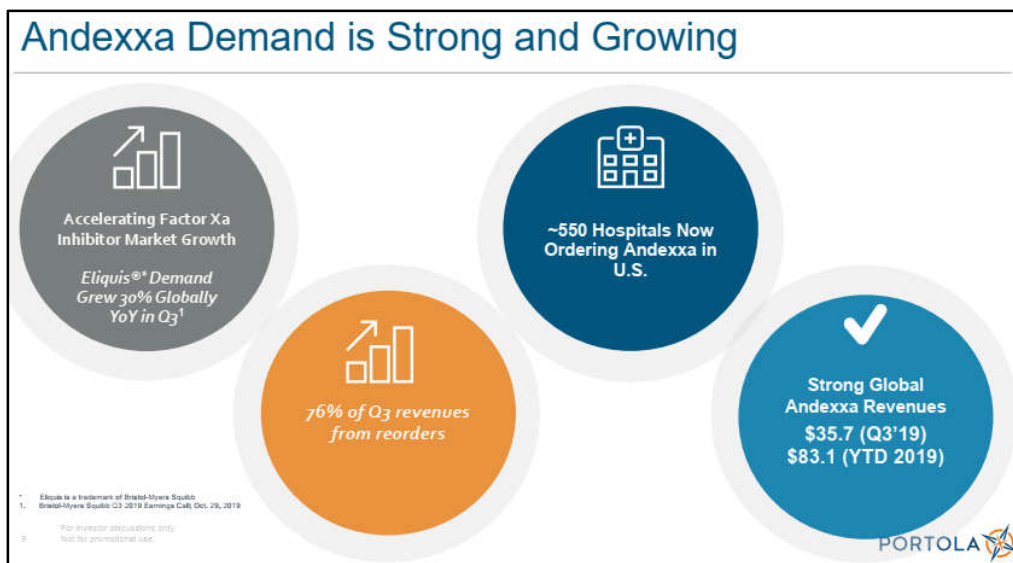 Andexxa Demand is Strong and Growing
Accelerating Factor Xa
Inhibitor Market Growth
Eliquis®* Demand
Grew 30% Globally
YoY in Q3¹
76% of Q3 revenues
from reorders
~550 Hospitals Now
Ordering Andexxa in
U.S.
Strong Global
Andexxa Revenues
$35.7 (Q3'19)
$83.1 (YTD 2019)
* Eliquis is a trademark of Bristol-Myers Squibb
1. Bristol-Myers Squibb Q3 2019 Earnings Call; Oct. 29, 2019
For investor discussions only.
Not for promotional use.
PORTOLA